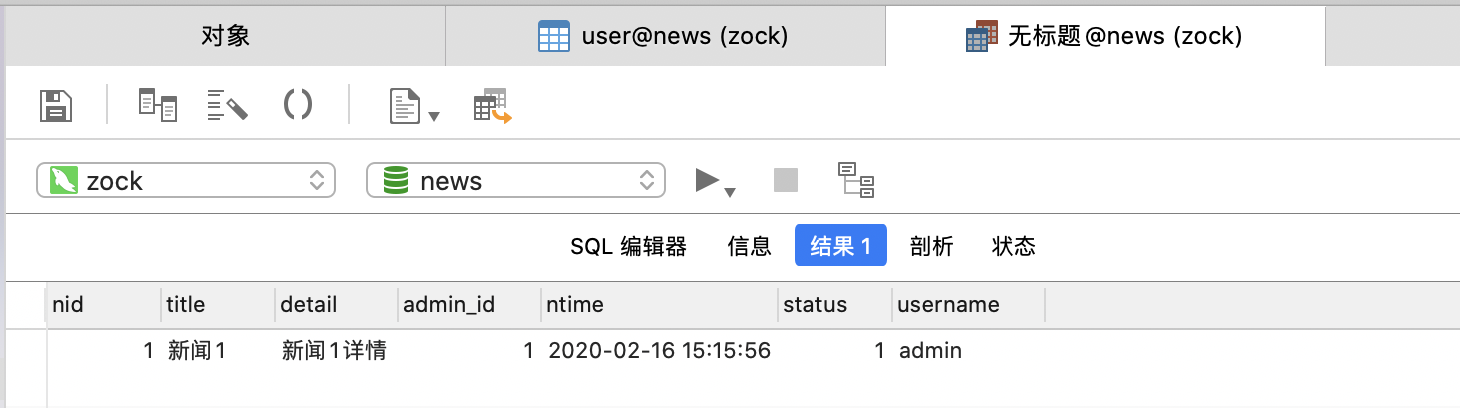 对象 user@news (zock) 无标题@news (zock)
zock news
SQL 编辑器 信息 结果 1 剖析 状态
nid title detail admin_id ntime status username
1 新闻1 新闻1详情 1 2020-02-16 15:15:56 1 admin